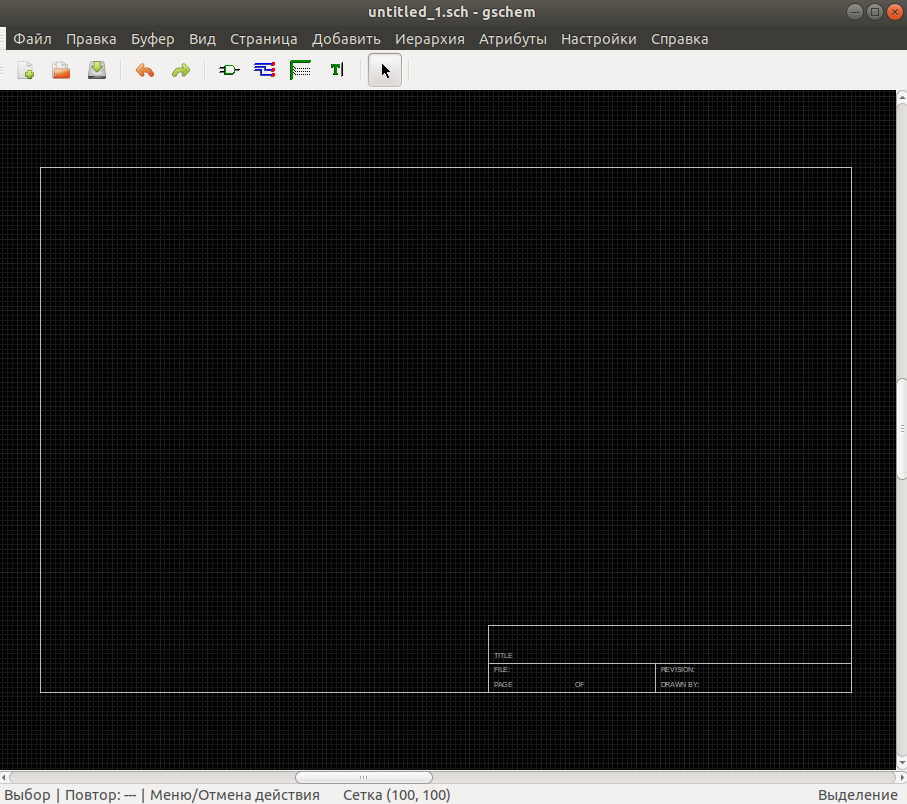 untitled_1.sch - gschem
Файл Правка Буфер Вид Страница Добавить Иерархия Атрибуты Настройки Справка
T
TITLE
FILE: REVISION:
PAGE OF DRAWN BY:
Выбор | Повтор: --- | Меню/Отмена действия Сетка (100, 100) Выделение